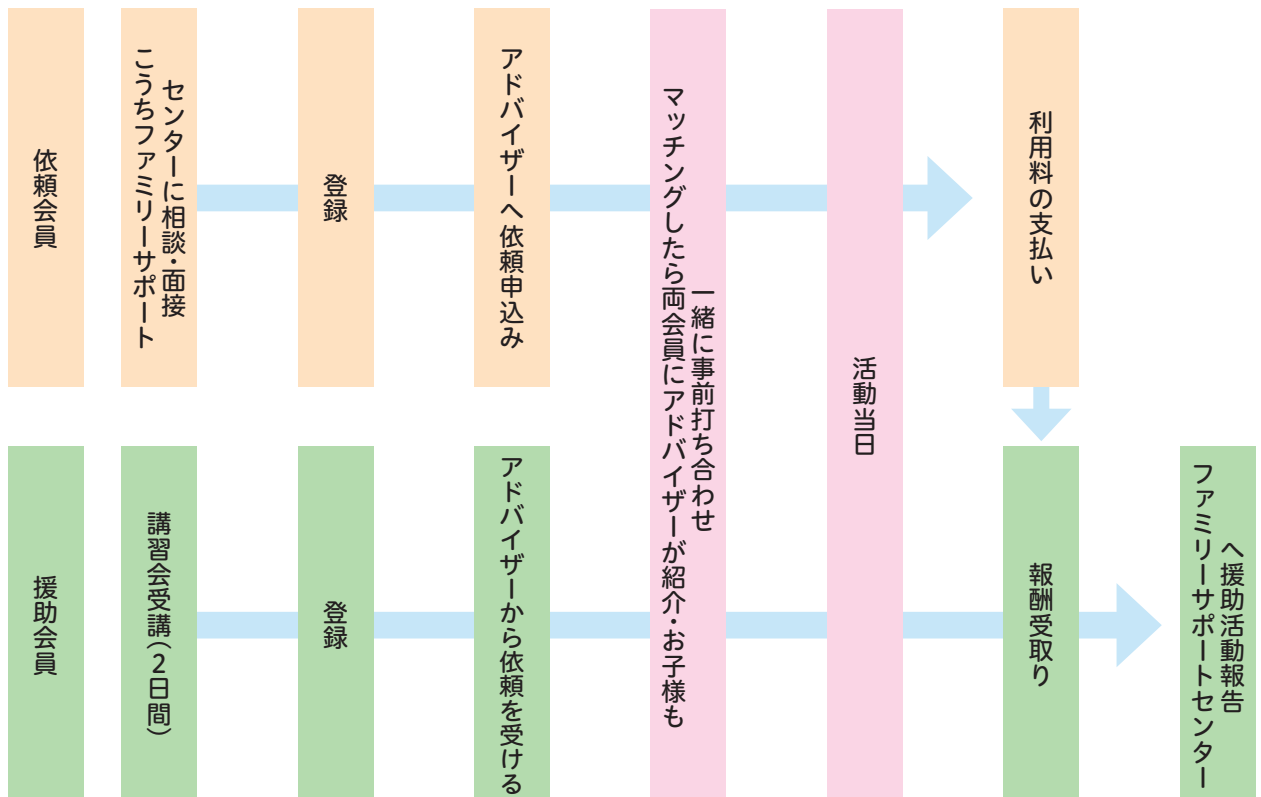 依頼会員
こうちファミリーサポート
センターに相談・面接
登録
アドバイザーへ依頼申込み
マッチングしたら両会員にアドバイザーが紹介・お子様も
一緒に事前打ち合わせ
活動当日
利用料の支払い
援助会員
講習会受講(2日間)
登録
アドバイザーから依頼を受ける
報酬受取り
ファミリーサポートセンター
へ援助活動報告